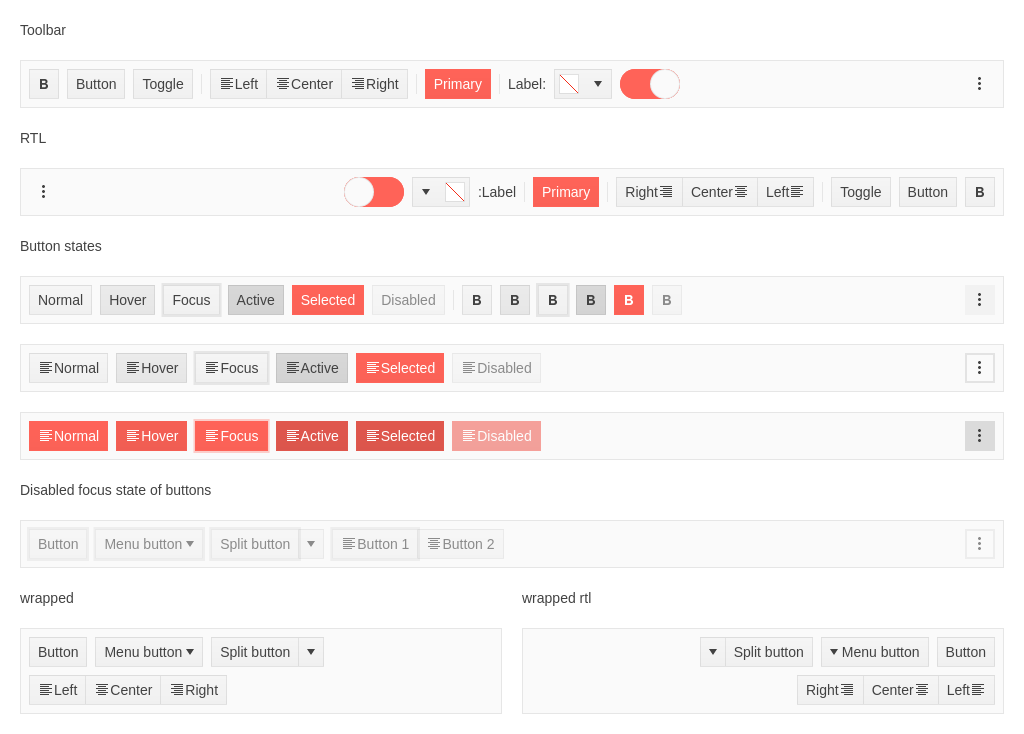 Toolbar
B Button Toggle Left Center Right Primary Label:
RTL
:Label Primary Right Center Left Toggle Button B
Button states
Normal Hover Focus Active Selected Disabled B B B B B B
Normal Hover Focus Active Selected Disabled
Normal Hover Focus Active Selected Disabled
Disabled focus state of buttons
Button Menu button Split button Button 1 Button 2
wrapped
Button Menu button Split button
Left Center Right
wrapped rtl
Split button Menu button Button
Right Center Left